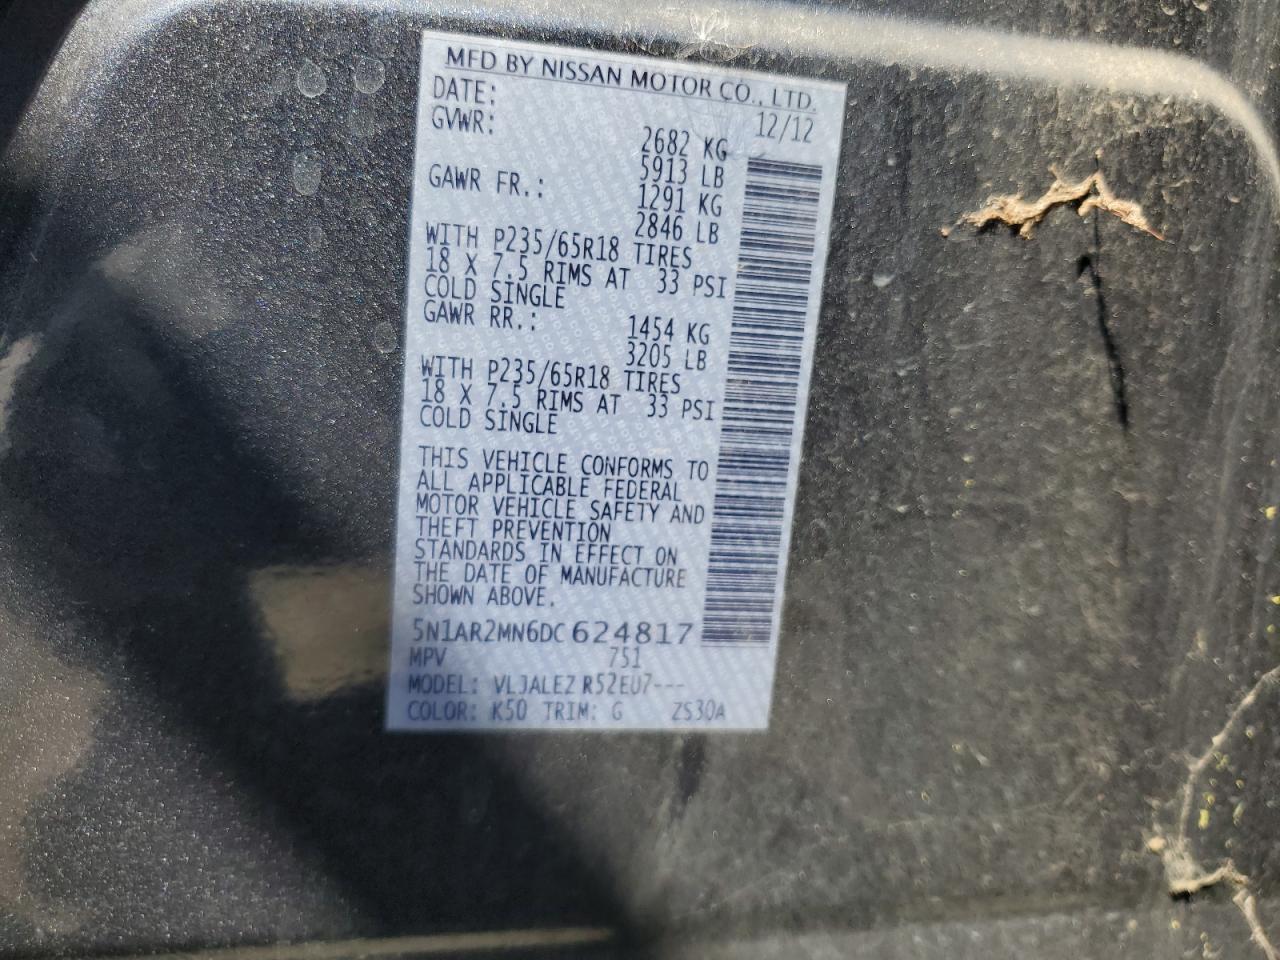 MFD BY NISSAN MOTOR CO., LTD.
DATE: 12/12
GVWR: 2682 KG
5913 LB
GAWR FR.: 1291 KG
2846 LB
WITH P235/65R18 TIRES
18 X 7.5 RIMS AT 33 PSI
COLD SINGLE
GAWR RR.: 1454 KG
3205 LB
WITH P235/65R18 TIRES
18 X 7.5 RIMS AT 33 PSI
COLD SINGLE
THIS VEHICLE CONFORMS TO
ALL APPLICABLE FEDERAL
MOTOR VEHICLE SAFETY AND
THEFT PREVENTION
STANDARDS IN EFFECT ON
THE DATE OF MANUFACTURE
SHOWN ABOVE.
5N1AR2MN6DC624817
MPV 751
MODEL: VLJALEZ R52EU7---
COLOR: K50 TRIM: G ZS30A